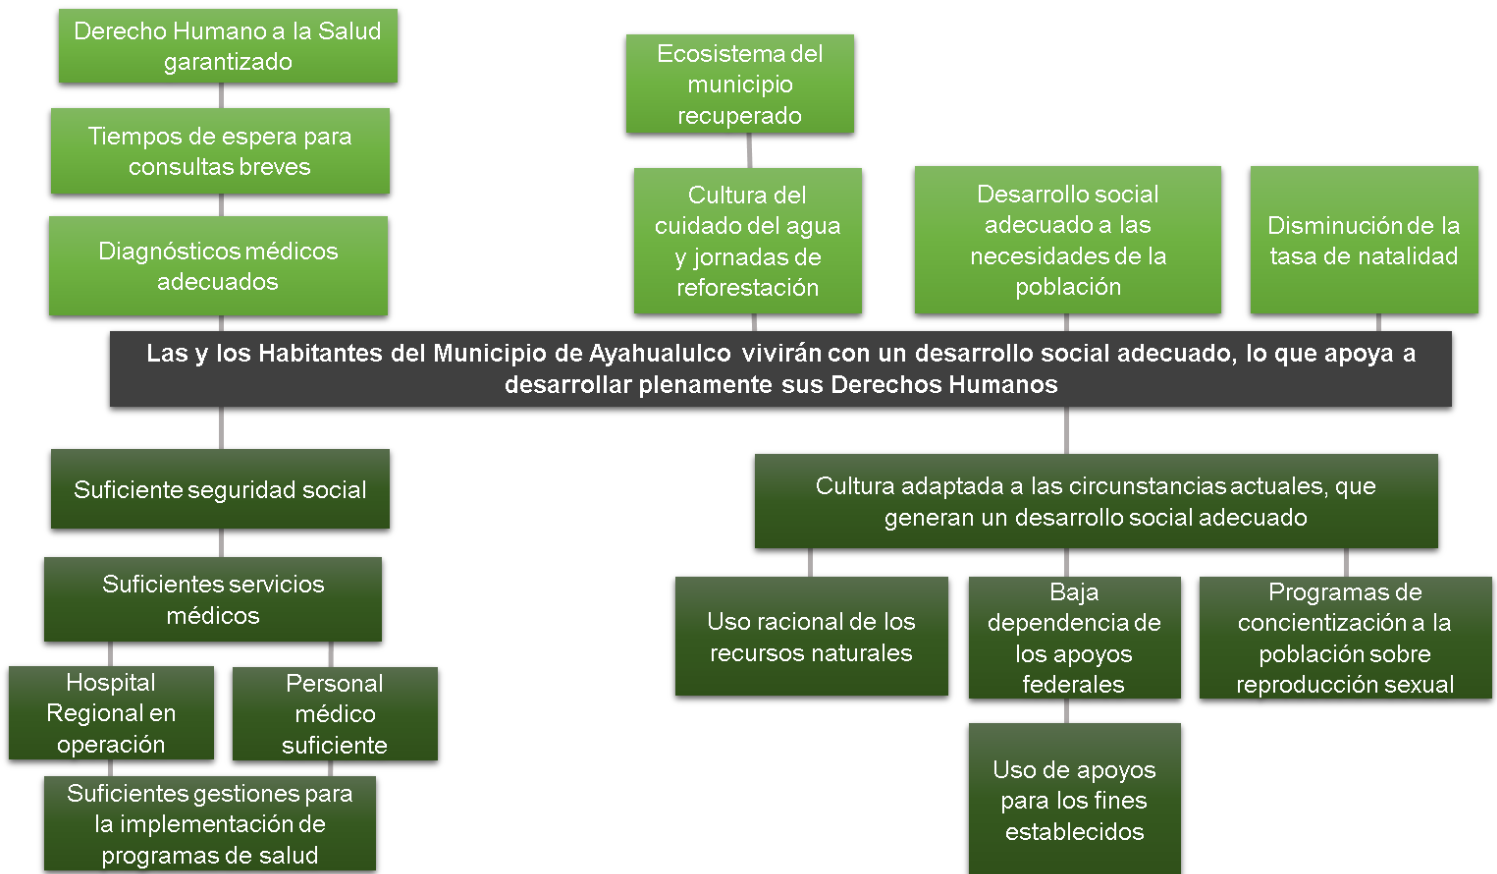 Derecho Humano a la Salud
garantizado
Tiempos de espera para
consultas breves
Diagnósticos médicos
adecuados
Ecosistema del
municipio
recuperado
Cultura del
cuidado del agua
y jornadas de
reforestación
Desarrollo social
adecuado a las
necesidades de la
población
Disminución de la
tasa de natalidad
Las y los Habitantes del Municipio de Ayahualulco vivirán con un desarrollo social adecuado, lo que apoya a
desarrollar plenamente sus Derechos Humanos
Suficiente seguridad social
Suficientes servicios
médicos
Hospital
Regional en
operación
Personal
médico
suficiente
Suficientes gestiones para
la implementación de
programas de salud
Cultura adaptada a las circunstancias actuales, que
generan un desarrollo social adecuado
Uso racional de los
recursos naturales
Baja
dependencia de
los apoyos
federales
Programas de
concientización a la
población sobre
reproducción sexual
Uso de apoyos
para los fines
establecidos